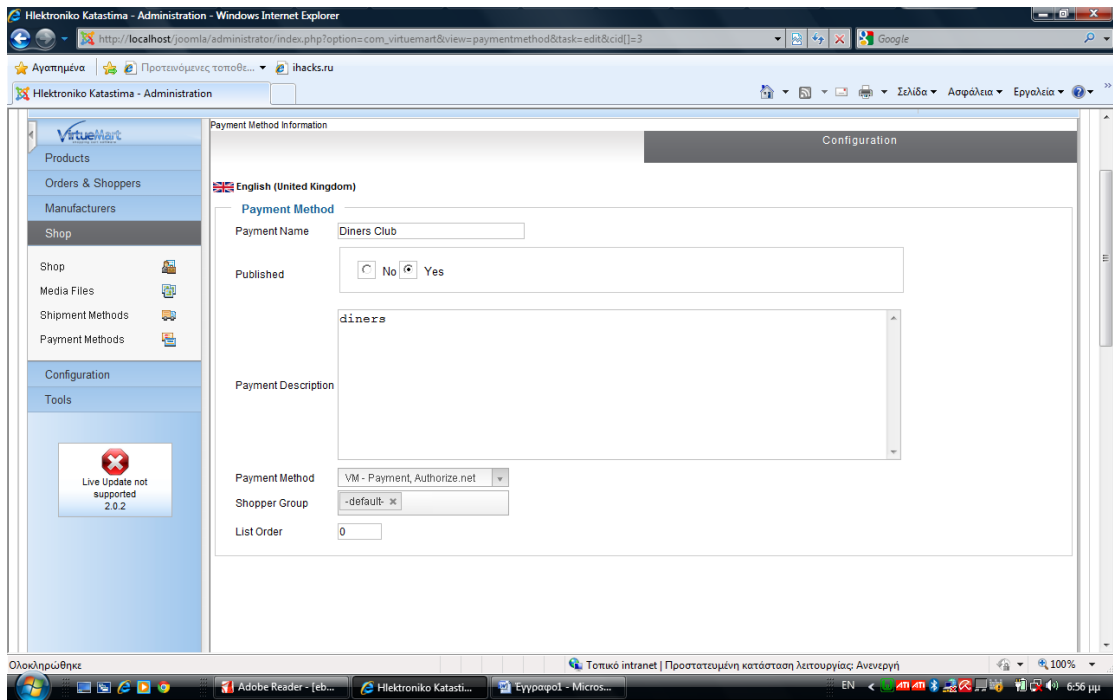 Hlektroniko Katastima - Administration - Windows Internet Explorer
http://localhost/joomla/administrator/index.php?option=com_virtuemart&view=paymentmethod&task=edit&cid[]=3
Google
Αγαπημένα
Προτεινόμενες τοποθε...
ihacks.ru
Hlektroniko Katastima - Administration
Σελίδα
Ασφάλεια
Εργαλεία
VirtueMart
Products
Orders & Shoppers
Manufacturers
Shop
Shop
Media Files
Shipment Methods
Payment Methods
Configuration
Tools
Live Update not
supported
2.0.2
Payment Method Information
Configuration
English (United Kingdom)
Payment Method
Payment Name Diners Club
Published No Yes
Payment Description diners
Payment Method VM - Payment, Authorize.net
Shopper Group -default-
List Order 0
Ολοκληρώθηκε
Τοπικό intranet | Προστατευμένη κατάσταση λειτουργίας: Ανενεργή
100%
Adobe Reader - [eb...
Hlektroniko Katasti...
Έγγραφο1 - Micros...
EN
6:56 μμ